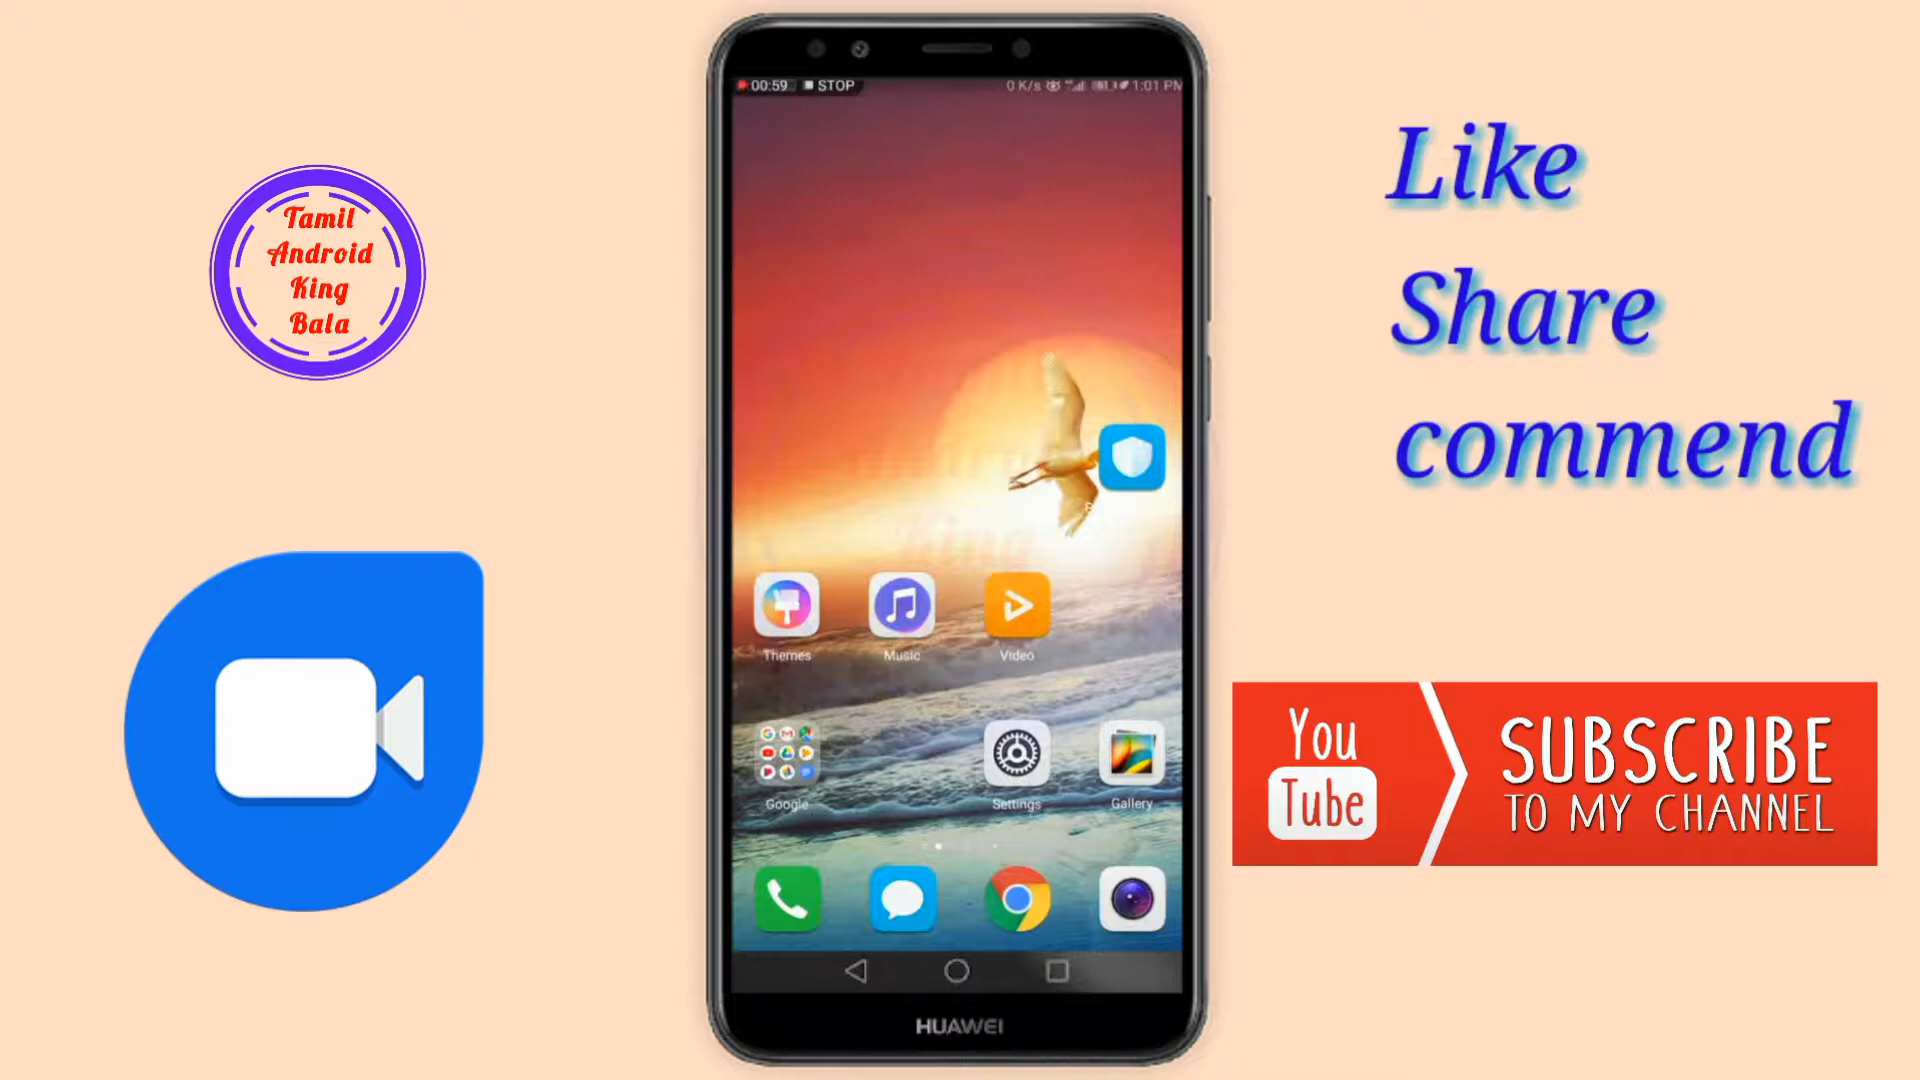 Tamil
Android
King
Bala
00:59 STOP
0 K/s 1:01 PM
Themes
Music
Video
Google
Settings
Gallery
HUAWEI
Like
Share
commend
You
Tube
SUBSCRIBE
TO MY CHANNEL